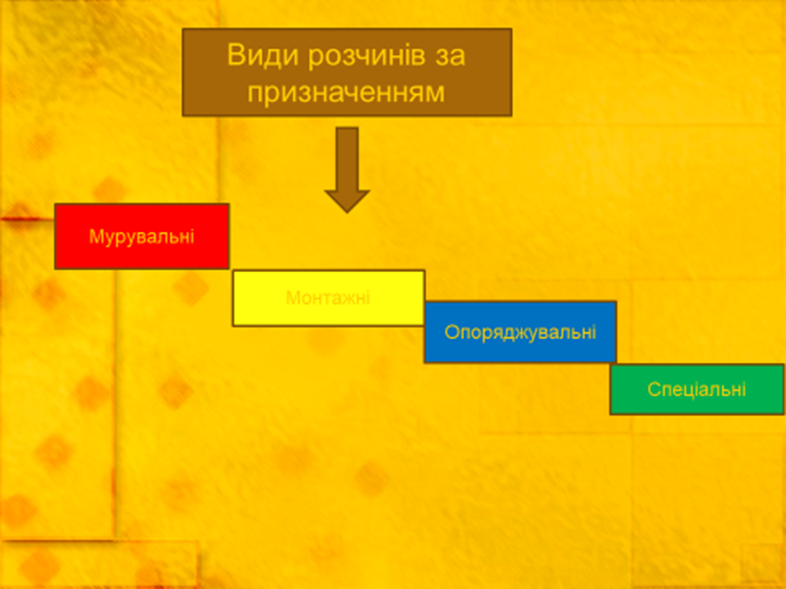 Види розчинів за
призначенням
Мурувальні
Монтажні
Опоряджувальні
Спеціальні